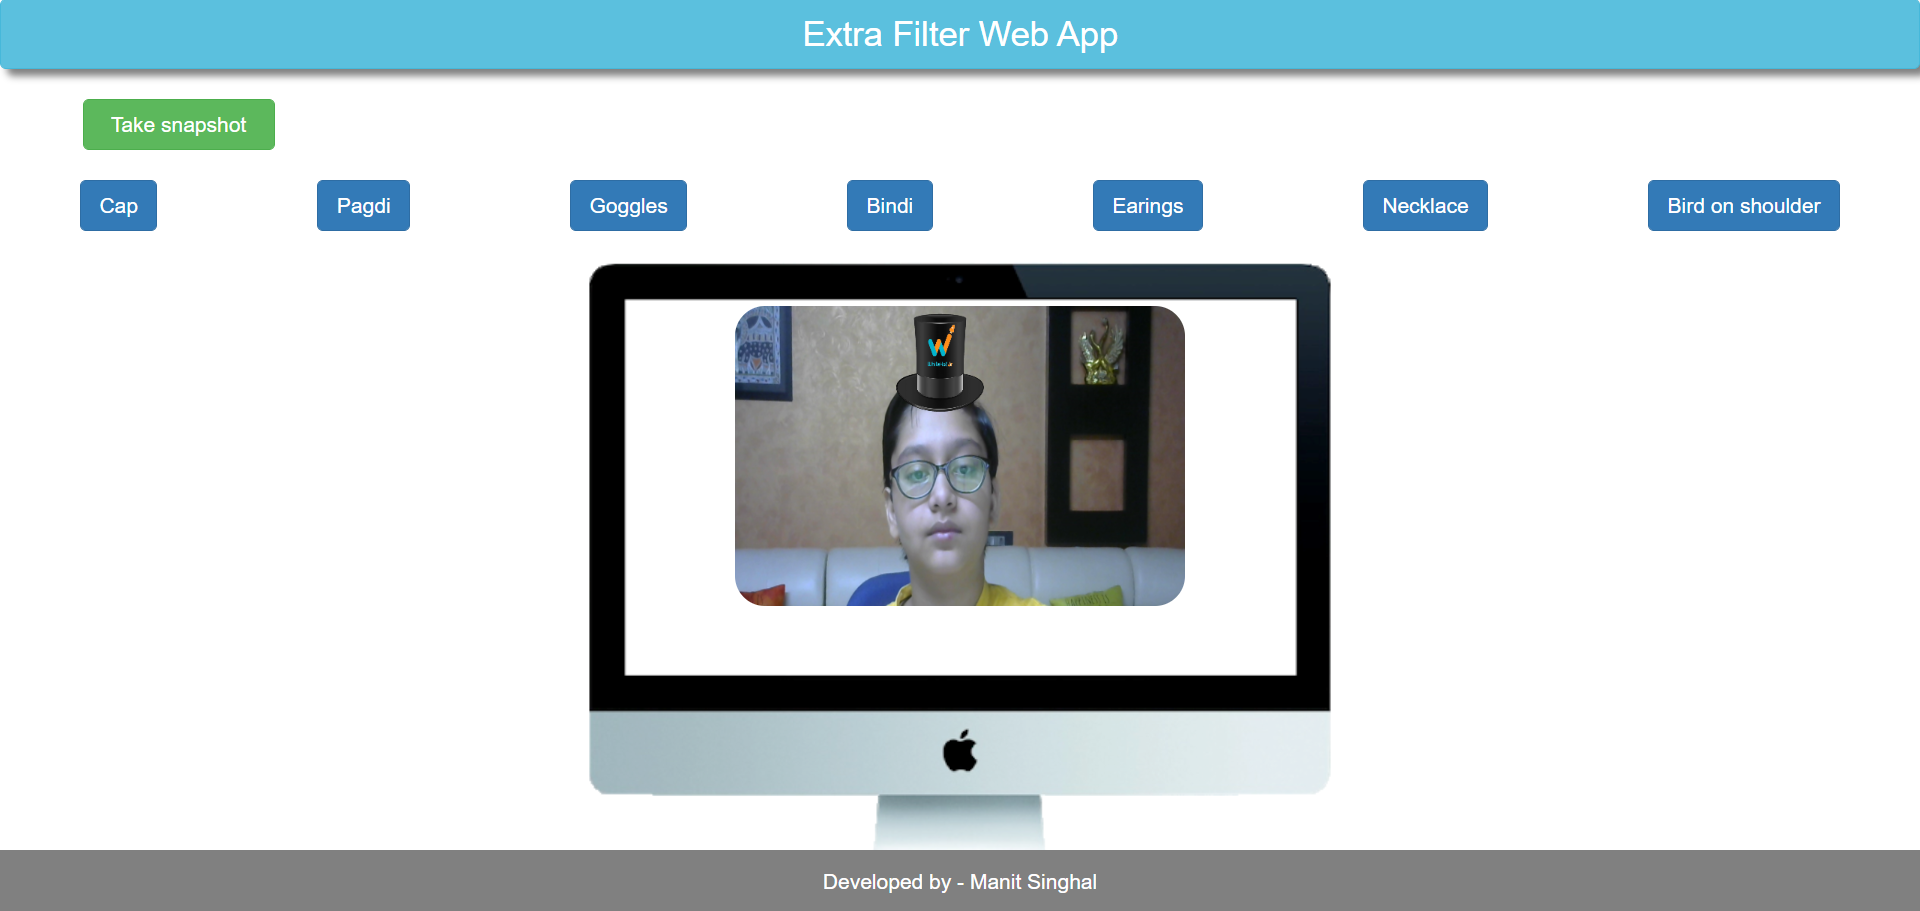 Extra Filter Web App
Take snapshot
Cap
Pagdi
Goggles
Bindi
Earings
Necklace
Bird on shoulder
W
Developed by - Manit Singhal